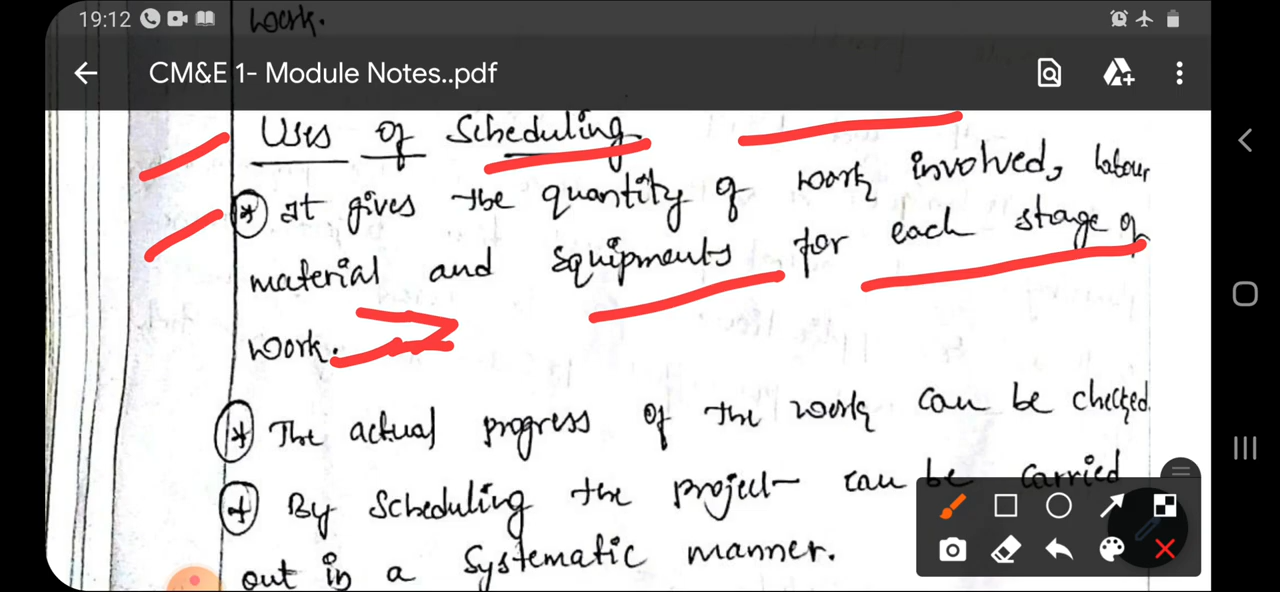 19:12
work.
CM&E 1- Module Notes..pdf
Uses of Scheduling
* It gives the quantity of work involved, labour
material and equipments for each stage of
work.
* The actual progress of the work can be checked.
* By Scheduling the project can be carried
out in a systematic manner.